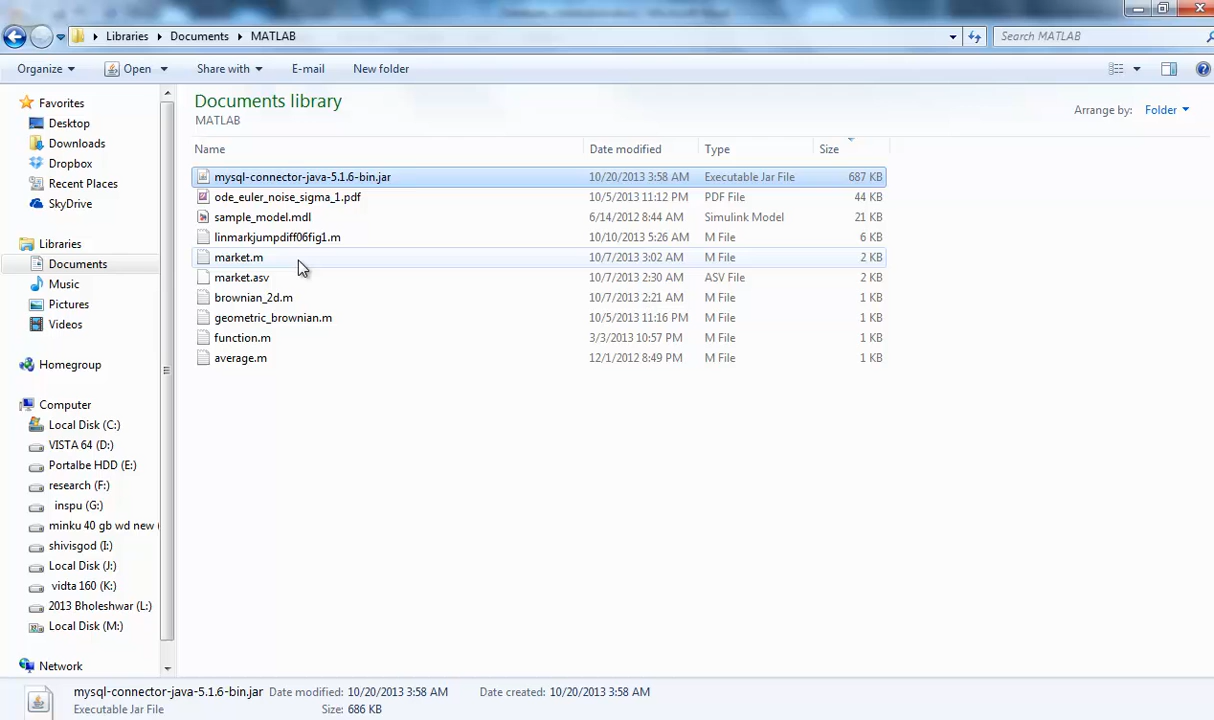 Libraries Documents MATLAB Search MATLAB
Organize Open Share with E-mail New folder
Favorites
Desktop
Downloads
Dropbox
Recent Places
SkyDrive
Libraries
Documents
Music
Pictures
Videos
Homegroup
Computer
Local Disk (C:)
VISTA 64 (D:)
Portalbe HDD (E:)
research (F:)
inspu (G:)
minku 40 gb wd new (
shivisgod (I:)
Local Disk (J:)
vidta 160 (K:)
2013 Bholeshwar (L:)
Local Disk (M:)
Network
Documents library
MATLAB
Arrange by: Folder
Name Date modified Type Size
mysql-connector-java-5.1.6-bin.jar 10/20/2013 3:58 AM Executable Jar File 687 KB
ode_euler_noise_sigma_1.pdf 10/5/2013 11:12 PM PDF File 44 KB
sample_model.mdl 6/14/2012 8:44 AM Simulink Model 21 KB
linmarkjumpdiff06fig1.m 10/10/2013 5:26 AM M File 6 KB
market.m 10/7/2013 3:02 AM M File 2 KB
market.asv 10/7/2013 2:30 AM ASV File 2 KB
brownian_2d.m 10/7/2013 2:21 AM M File 1 KB
geometric_brownian.m 10/5/2013 11:16 PM M File 1 KB
function.m 3/3/2013 10:57 PM M File 1 KB
average.m 12/1/2012 8:49 PM M File 1 KB
mysql-connector-java-5.1.6-bin.jar Date modified: 10/20/2013 3:58 AM Date created: 10/20/2013 3:58 AM
Executable Jar File Size: 686 KB